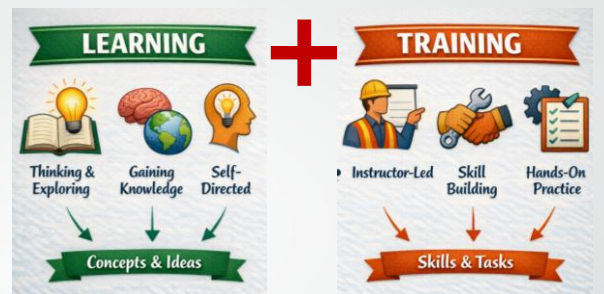 LEARNING
Thinking &
Exploring
Gaining
Knowledge
Self-
Directed
Concepts & Ideas
+
TRAINING
• Instructor-Led
Skill
Building
Hands-On
Practice
Skills & Tasks